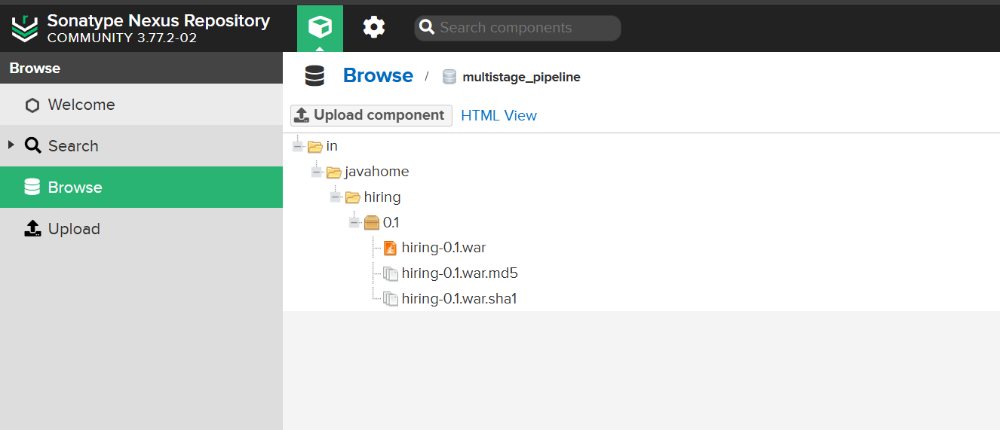 Sonatype Nexus Repository
COMMUNITY 3.77.2-02
Search components
Browse
Welcome
Search
Browse
Upload
Browse / multistage_pipeline
Upload component HTML View
in
javahome
hiring
0.1
hiring-0.1.war
hiring-0.1.war.md5
hiring-0.1.war.sha1